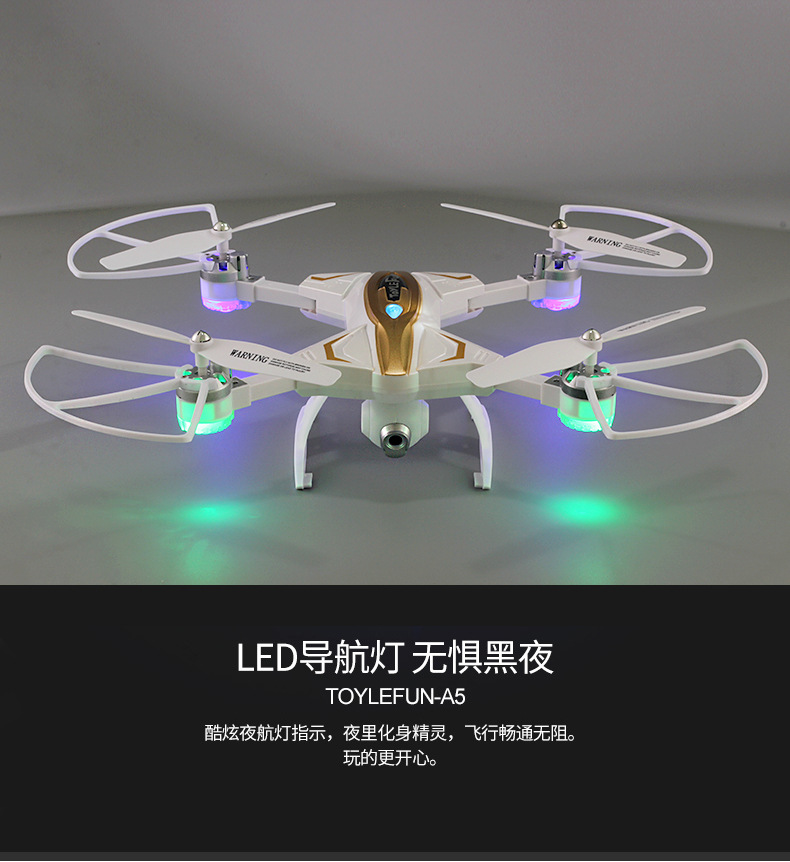 WARNING
WARNING
LED导航灯 无惧黑夜
TOYLEFUN-A5
酷炫夜航灯指示，夜里化身精灵，飞行畅通无阻。
玩的更开心。